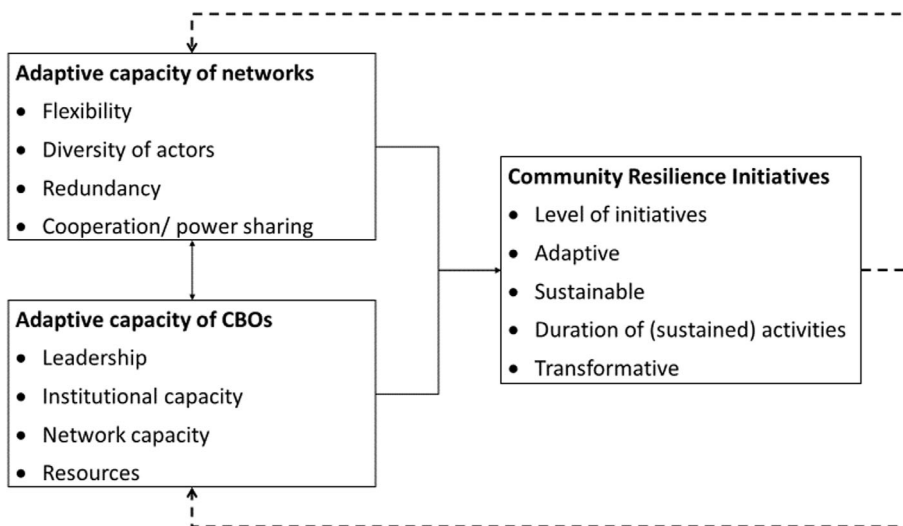 Adaptive capacity of networks
• Flexibility
• Diversity of actors
• Redundancy
• Cooperation/ power sharing
Adaptive capacity of CBOs
• Leadership
• Institutional capacity
• Network capacity
• Resources
Community Resilience Initiatives
• Level of initiatives
• Adaptive
• Sustainable
• Duration of (sustained) activities
• Transformative